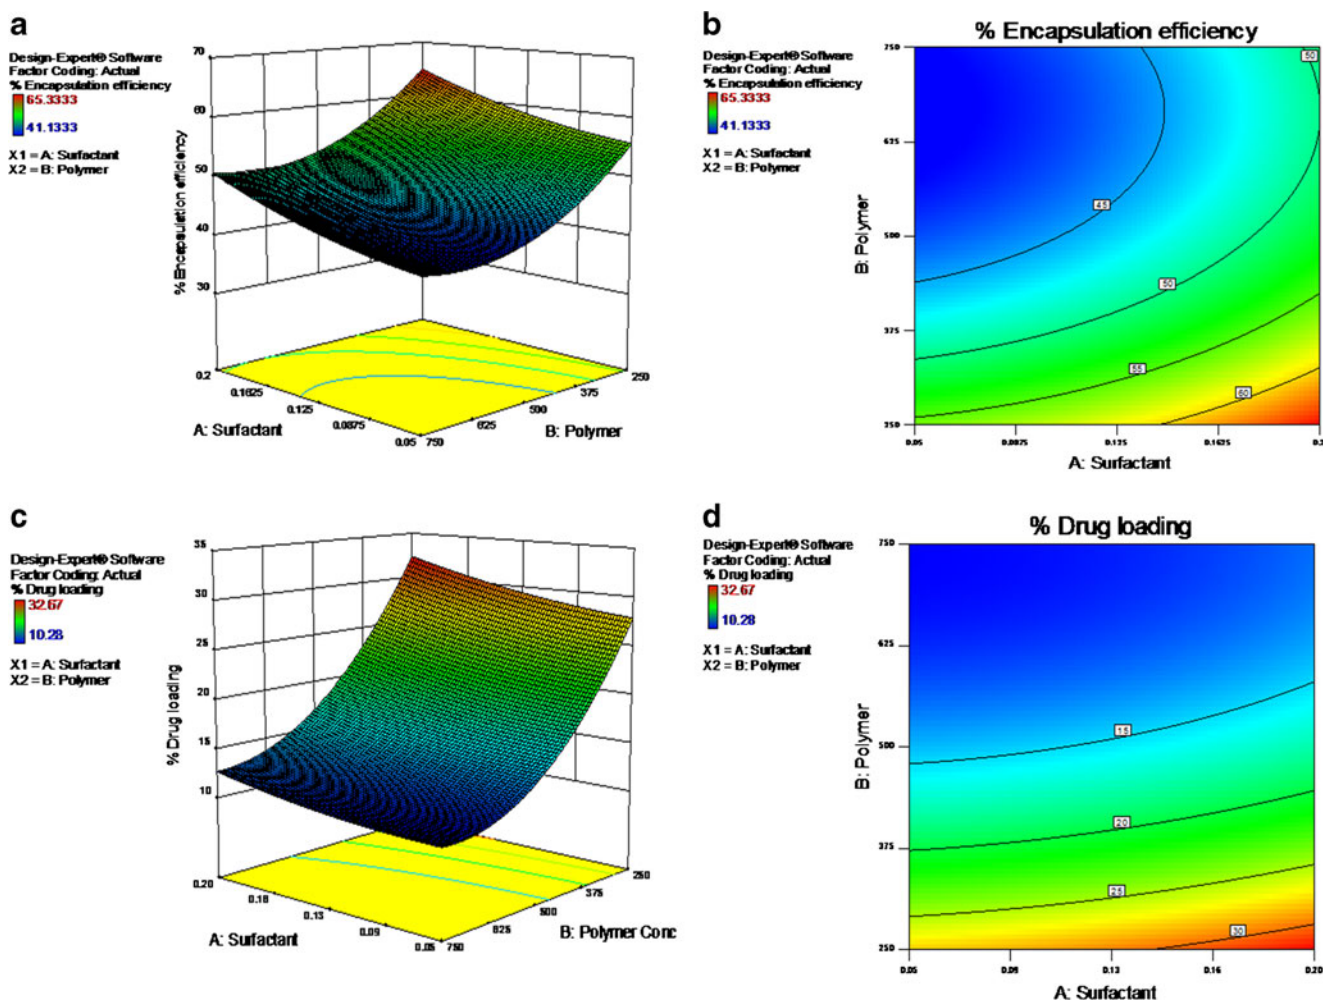 a
Design-Expert® Software
Factor Coding: Actual
% Encapsulation efficiency
65.3333
41.1333
X1 = A: Surfactant
X2 = B: Polymer
70
60
50
40
30
% Encapsulation efficiency
0.2
0.1625
0.125
0.0875
0.05
A: Surfactant
750
625
500
375
250
B: Polymer
b
% Encapsulation efficiency
Design-Expert® Software
Factor Coding: Actual
% Encapsulation efficiency
65.3333
41.1333
X1 = A: Surfactant
X2 = B: Polymer
750
625
500
375
250
B: Polymer
50
45
50
55
60
0.05
0.0875
0.125
0.1625
A: Surfactant
c
Design-Expert® Software
Factor Coding: Actual
% Drug loading
32.67
10.28
X1 = A: Surfactant
X2 = B: Polymer
35
30
25
20
15
10
% Drug loading
0.20
0.16
0.13
0.09
0.05
A: Surfactant
750
625
500
375
250
B: Polymer Conc
d
% Drug loading
Design-Expert® Software
Factor Coding: Actual
% Drug loading
32.67
10.28
X1 = A: Surfactant
X2 = B: Polymer
750
625
500
375
250
B: Polymer
15
20
25
30
0.05
0.09
0.13
0.16
0.20
A: Surfactant